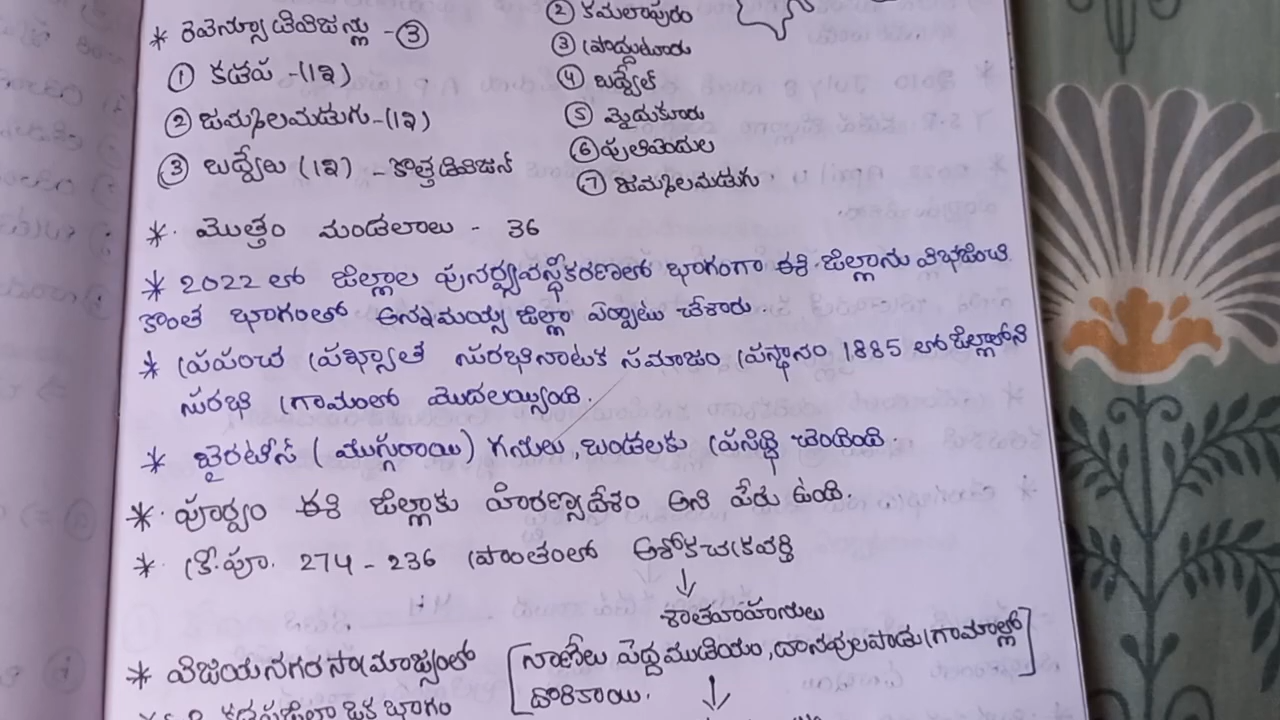 * రెవెన్యూ డివిజన్లు - ③
① కడప - (12)
② జమ్మలమడుగు - (12)
③ బద్వేలు (12) - కొత్త డివిజన్
② కమలాపురం
③ ప్రొద్దుటూరు
④ బద్వేల్
⑤ మైదుకూరు
⑥ పులివెందుల
⑦ జమ్మలమడుగు
*. మొత్తం మండలాలు - 36
* 2022 లో జిల్లాల పునర్వ్యవస్థీకరణలో భాగంగా ఈ జిల్లాను విభజించి
కొంత భాగంతో అన్నమయ్య జిల్లా ఏర్పాటు చేశారు.
* ప్రపంచ ప్రఖ్యాత సురభినాటక సమాజం ప్రస్థానం 1885 లో జిల్లాలోని
సురభి గ్రామంలో మొదలయ్యింది.
* బైరటీస్ (ముగ్గురాయి) గనులు, బండలకు ప్రసిద్ధి చెందింది.
*. పూర్వం ఈ జిల్లాకు హిరణ్యదేశం అని పేరు ఉంది.
* క్రీ.పూ. 274 - 236 ప్రాంతంలో అశోకచక్రవర్తి
↓
శాతవాహనులు
[నాణేలు పెద్దముడియం, దానవులపాడు గ్రామాల్లో
దొరికాయి.]
↓
* విజయనగర సామ్రాజ్యంలో
కడపజిల్లా ఒక భాగం